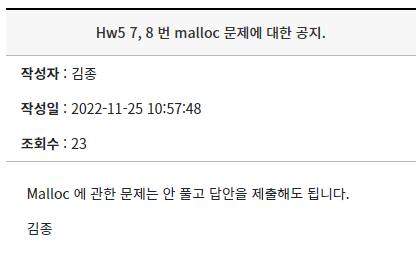 Hw5 7, 8 번 malloc 문제에 대한 공지.
작성자 : 김종
작성일 : 2022-11-25 10:57:48
조회수 : 23
Malloc 에 관한 문제는 안 풀고 답안을 제출해도 됩니다.
김종